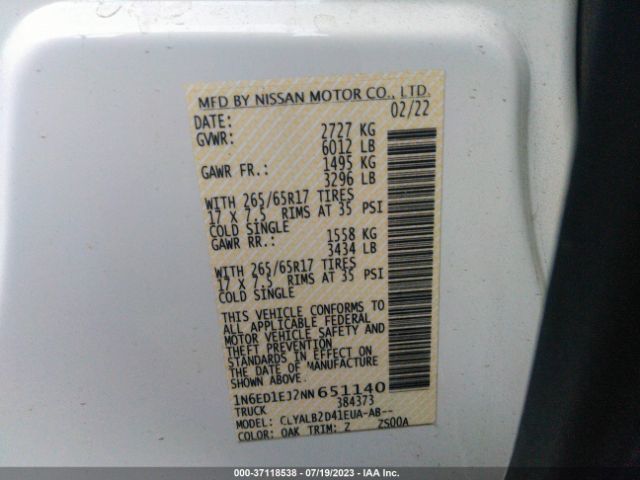 MFD BY NISSAN MOTOR CO., LTD.
DATE: 02/22
GVWR: 2727 KG
6012 LB
GAWR FR.: 1495 KG
3296 LB
WITH 265/65R17 TIRES
17 X 7.5 RIMS AT 35 PSI
COLD SINGLE
GAWR RR.: 1558 KG
3434 LB
WITH 265/65R17 TIRES
17 X 7.5 RIMS AT 35 PSI
COLD SINGLE
THIS VEHICLE CONFORMS TO
ALL APPLICABLE FEDERAL
MOTOR VEHICLE SAFETY AND
THEFT PREVENTION
STANDARDS IN EFFECT ON
THE DATE OF MANUFACTURE
SHOWN ABOVE.
1N6ED1EJ2NN651140
TRUCK 384373
MODEL: CLYALB2D41EUA-AB--
COLOR: QAK TRIM: Z ZS00A
000-37118538 - 07/19/2023 - IAA Inc.